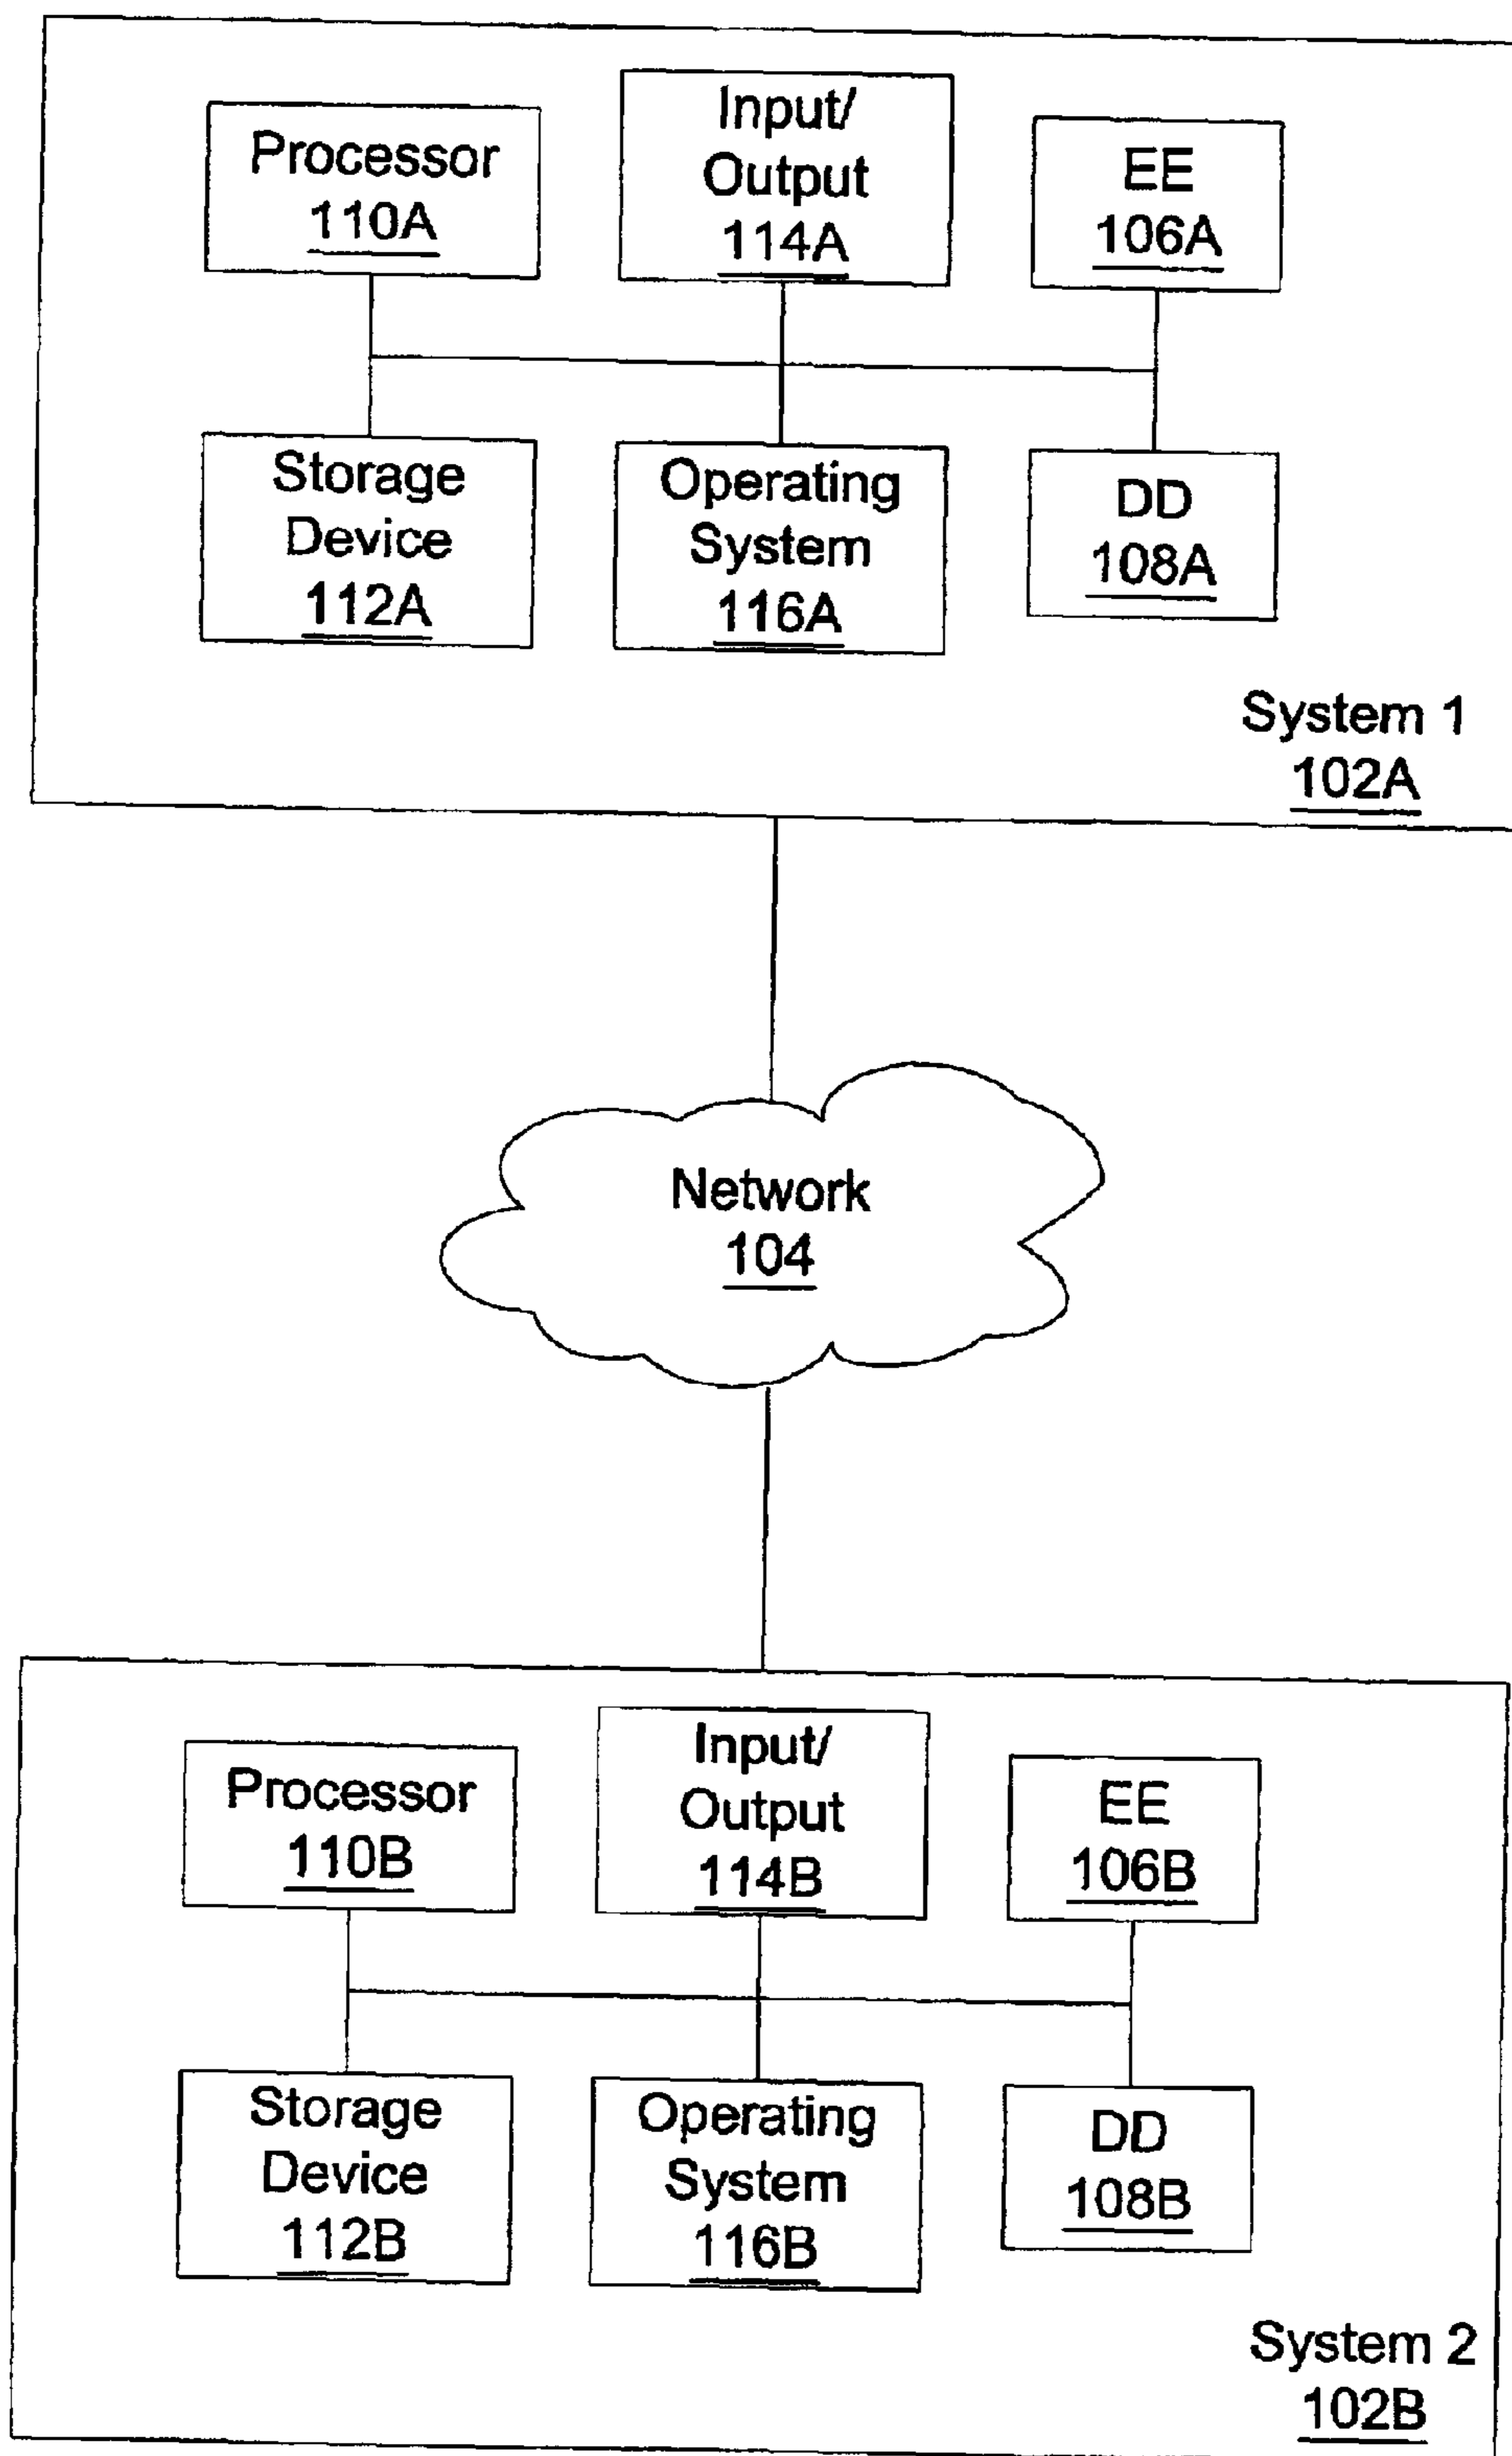 Processor
110A
Input/
Output
114A
EE
106A
Storage
Device
112A
Operating
System
116A
DD
108A
System 1
102A
Network
104
Processor
110B
Input/
Output
114B
EE
106B
Storage
Device
112B
Operating
System
116B
DD
108B
System 2
102B